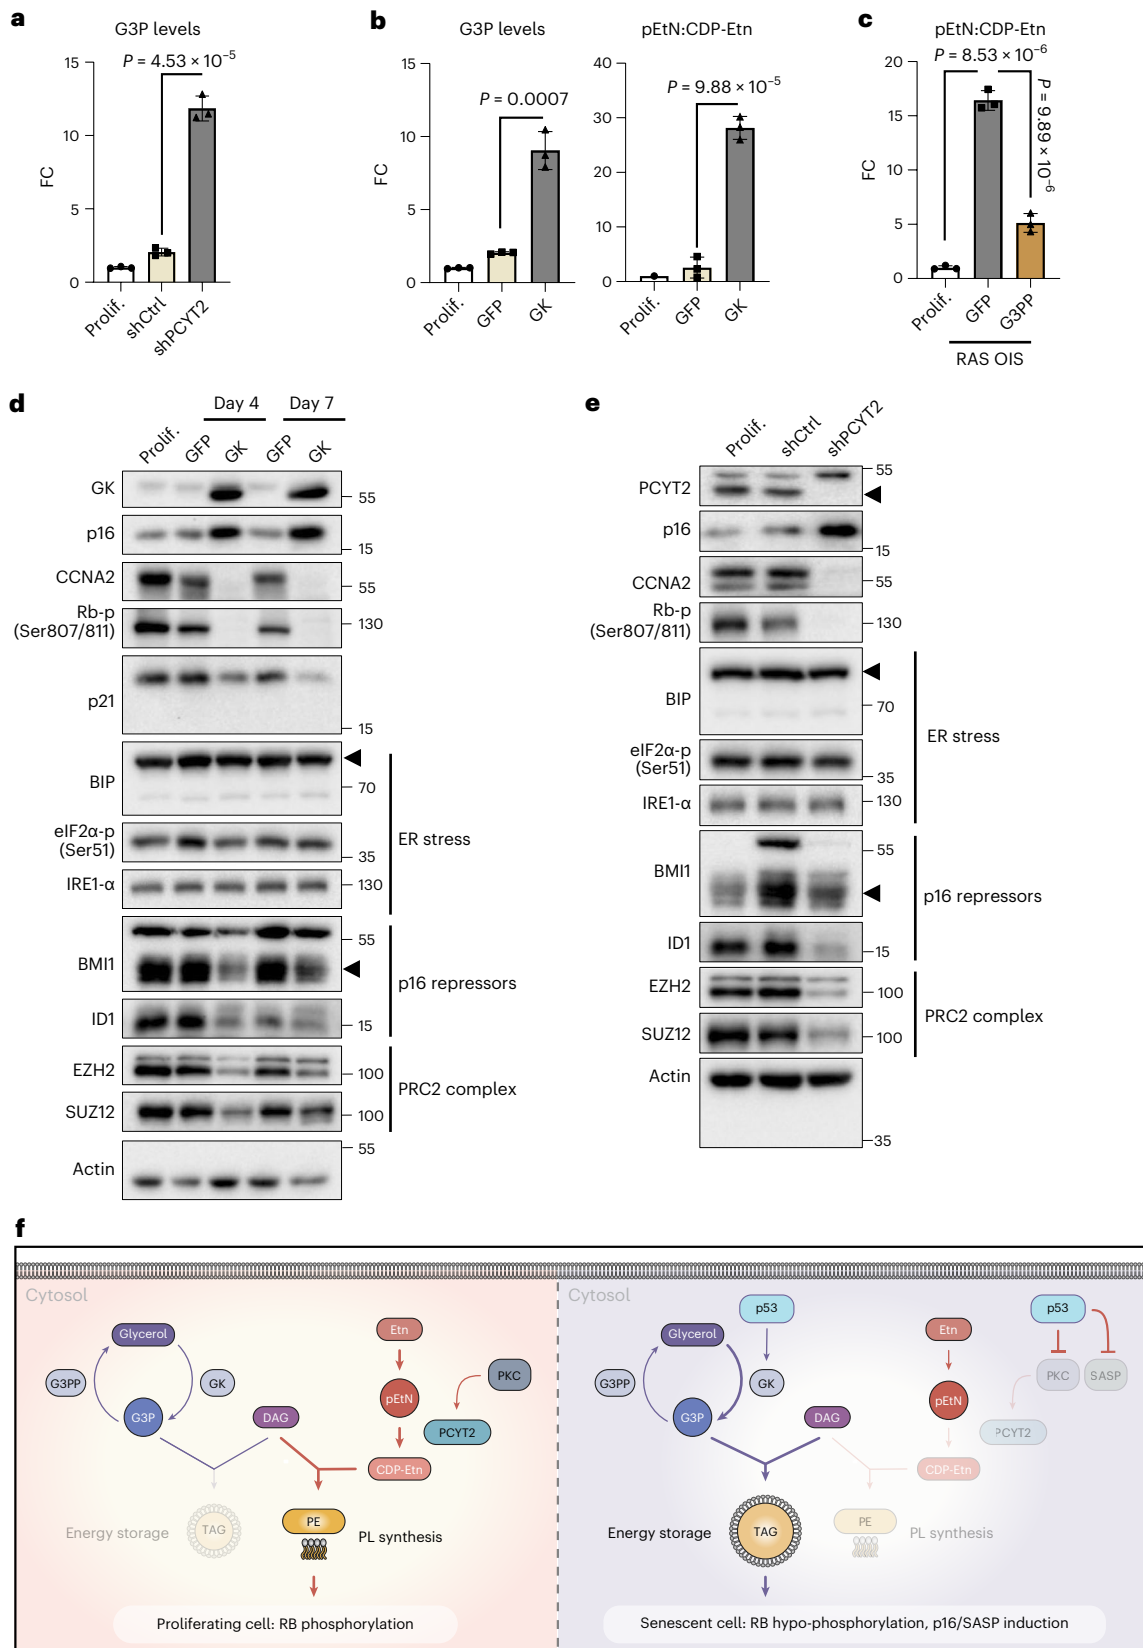 a
G3P levels
P = 4.53 × 10⁻⁵
15
10
5
0
FC
Prolif.
shCtrl
shPCYT2
b
G3P levels
P = 0.0007
15
10
5
0
FC
Prolif.
GFP
GK
pEtN:CDP-Etn
P = 9.88 × 10⁻⁵
40
30
20
10
0
Prolif.
GFP
GK
c
pEtN:CDP-Etn
P = 8.53 × 10⁻⁶
P = 9.89 × 10⁻⁶
20
15
10
5
0
FC
Prolif.
GFP
G3PP
RAS OIS
d
Day 4
Day 7
Prolif.
GFP
GK
GFP
GK
GK
55
p16
15
CCNA2
55
Rb-p
(Ser807/811)
130
p21
15
BIP
70
eIF2α-p
(Ser51)
35
IRE1-α
130
ER stress
BMI1
55
ID1
15
p16 repressors
EZH2
100
SUZ12
100
PRC2 complex
Actin
55
e
Prolif.
shCtrl
shPCYT2
PCYT2
55
p16
15
CCNA2
55
Rb-p
(Ser807/811)
130
BIP
70
eIF2α-p
(Ser51)
35
IRE1-α
130
ER stress
BMI1
55
ID1
15
p16 repressors
EZH2
100
SUZ12
100
PRC2 complex
Actin
35
f
Cytosol
Glycerol
G3PP
GK
G3P
DAG
Etn
pEtN
PKC
PCYT2
CDP-Etn
Energy storage
TAG
PE
PL synthesis
Proliferating cell: RB phosphorylation
Cytosol
p53
Glycerol
G3PP
GK
G3P
DAG
Etn
pEtN
p53
PKC
SASP
PCYT2
CDP-Etn
Energy storage
TAG
PE
PL synthesis
Senescent cell: RB hypo-phosphorylation, p16/SASP induction